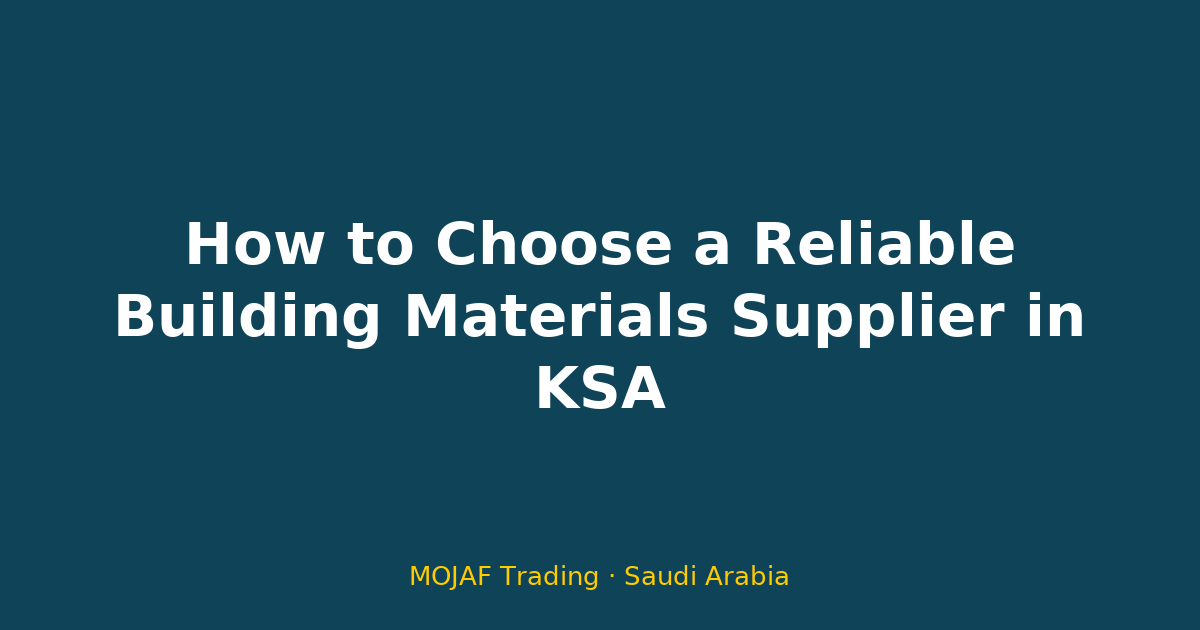 How to Choose a Reliable
Building Materials Supplier in
KSA
MOJAF Trading · Saudi Arabia